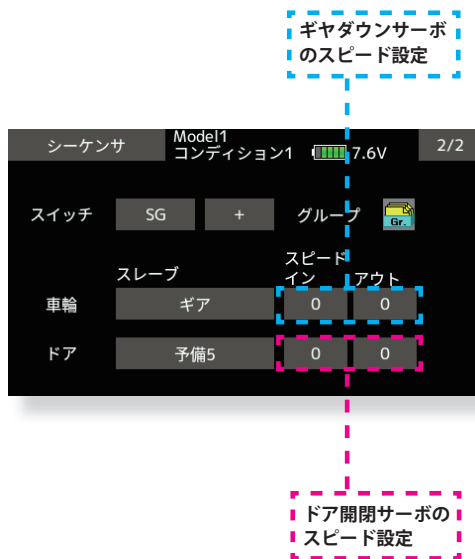 ギヤダウンサーボ
のスピード設定
シーケンサ
Model1
コンディション1 7.6V
2/2
スイッチ SG + グループ Gr.
スピード
スレーブ イン アウト
車輪 ギア 0 0
ドア 予備5 0 0
ドア開閉サーボの
スピード設定